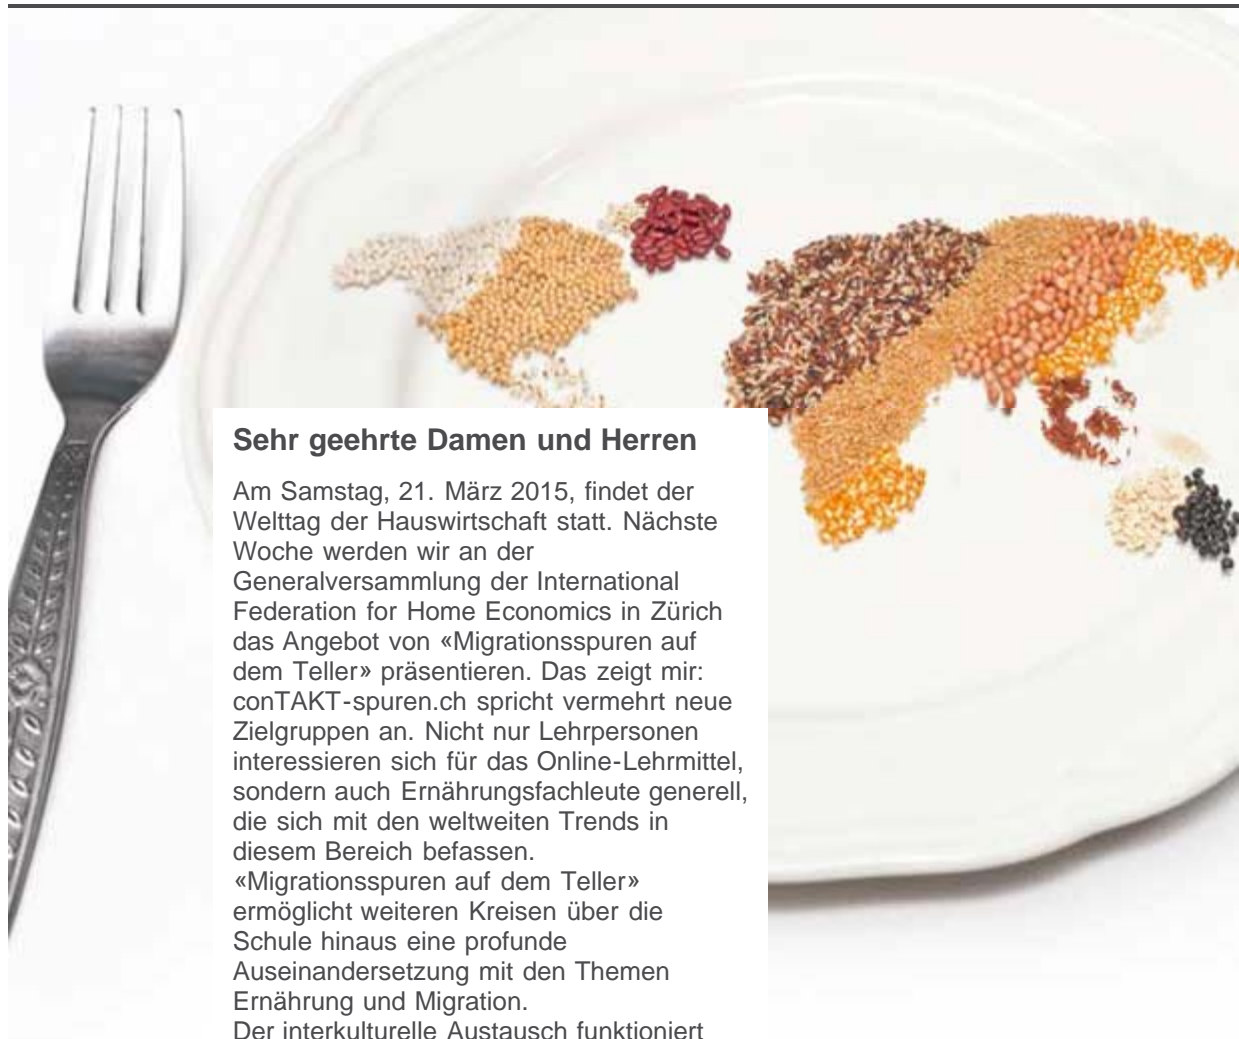 Sehr geehrte Damen und Herren
Am Samstag, 21. März 2015, findet der
Welttag der Hauswirtschaft statt. Nächste
Woche werden wir an der
Generalversammlung der International
Federation for Home Economics in Zürich
das Angebot von «Migrationsspuren auf
dem Teller» präsentieren. Das zeigt mir:
conTAKT-spuren.ch spricht vermehrt neue
Zielgruppen an. Nicht nur Lehrpersonen
interessieren sich für das Online-Lehrmittel,
sondern auch Ernährungsfachleute generell,
die sich mit den weltweiten Trends in
diesem Bereich befassen.
«Migrationsspuren auf dem Teller»
ermöglicht weiteren Kreisen über die
Schule hinaus eine profunde
Auseinandersetzung mit den Themen
Ernährung und Migration.
Der interkulturelle Austausch funktioniert